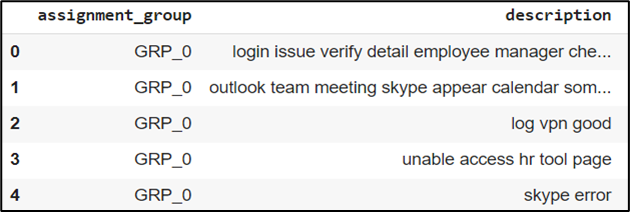 assignment_group description
0 GRP_0 login issue verify detail employee manager che...
1 GRP_0 outlook team meeting skype appear calendar som...
2 GRP_0 log vpn good
3 GRP_0 unable access hr tool page
4 GRP_0 skype error